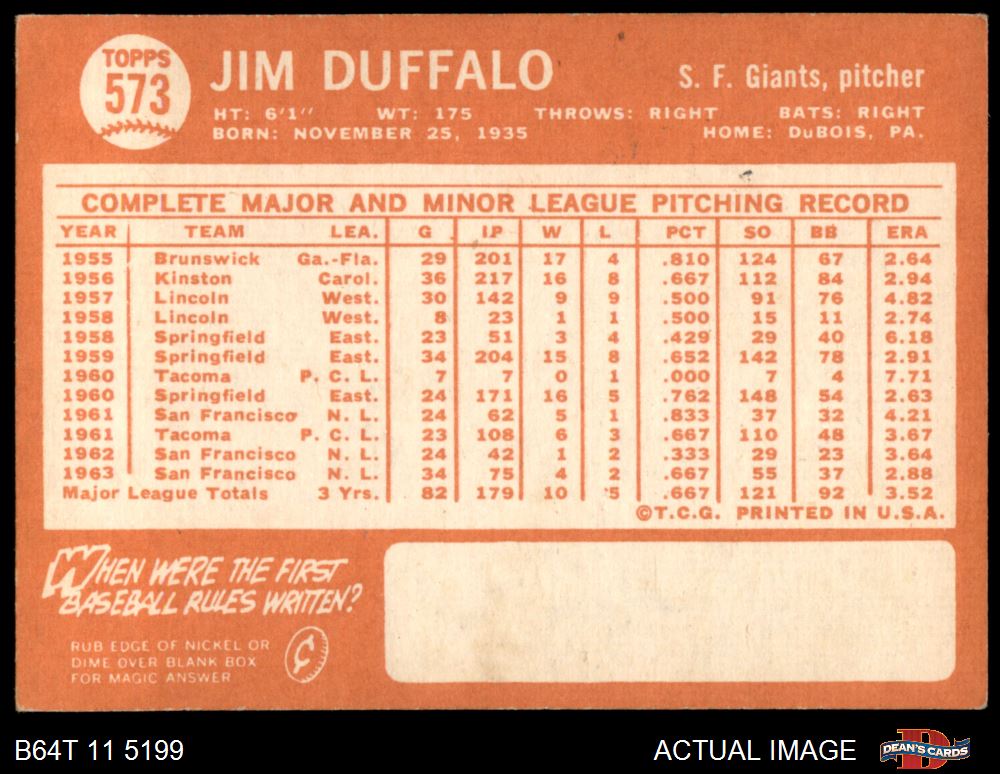 TOPPS
573
JIM DUFFALO
S. F. Giants, pitcher
HT: 6'1" WT: 175 THROWS: RIGHT BATS: RIGHT
BORN: NOVEMBER 25, 1935 HOME: DuBOIS, PA.
COMPLETE MAJOR AND MINOR LEAGUE PITCHING RECORD
YEAR TEAM LEA. G IP W L PCT SO BB ERA
1955 Brunswick Ga.-Fla. 29 201 17 4 .810 124 67 2.64
1956 Kinston Carol. 36 217 16 8 .667 112 84 2.94
1957 Lincoln West. 30 142 9 9 .500 91 76 4.82
1958 Lincoln West. 8 23 1 1 .500 15 11 2.74
1958 Springfield East. 23 51 3 4 .429 29 40 6.18
1959 Springfield East. 34 204 15 8 .652 142 78 2.91
1960 Tacoma P. C. L. 7 7 0 1 .000 7 4 7.71
1960 Springfield East. 24 171 16 5 .762 148 54 2.63
1961 San Francisco N. L. 24 62 5 1 .833 37 32 4.21
1961 Tacoma P. C. L. 23 108 6 3 .667 110 48 3.67
1962 San Francisco N. L. 24 42 1 2 .333 29 23 3.64
1963 San Francisco N. L. 34 75 4 2 .667 55 37 2.88
Major League Totals 3 Yrs. 82 179 10 5 .667 121 92 3.52
©T.C.G. PRINTED IN U.S.A.
WHEN WERE THE FIRST
BASEBALL RULES WRITTEN?
RUB EDGE OF NICKEL OR
DIME OVER BLANK BOX
FOR MAGIC ANSWER
¢
B64T 11 5199
ACTUAL IMAGE
DEAN'S CARDS